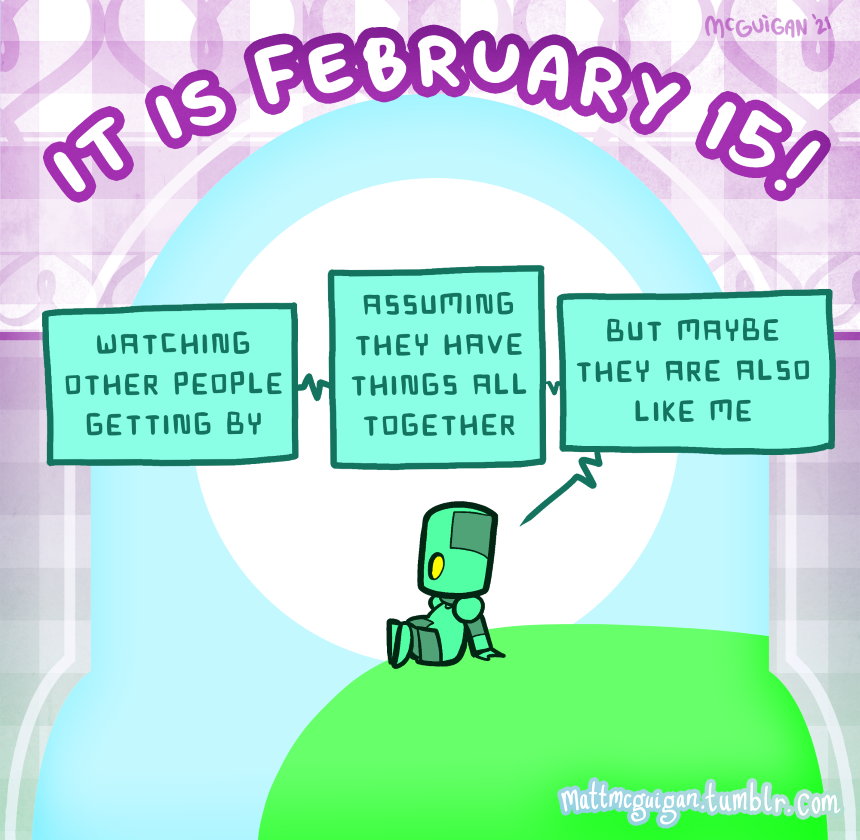 McGUiGAN '21
IT IS FEBRUARY 15!
WATCHING
OTHER PEOPLE
GETTING BY
ASSUMING
THEY HAVE
THINGS ALL
TOGETHER
BUT MAYBE
THEY ARE ALSO
LIKE ME
mattmcguigan.tumblr.com